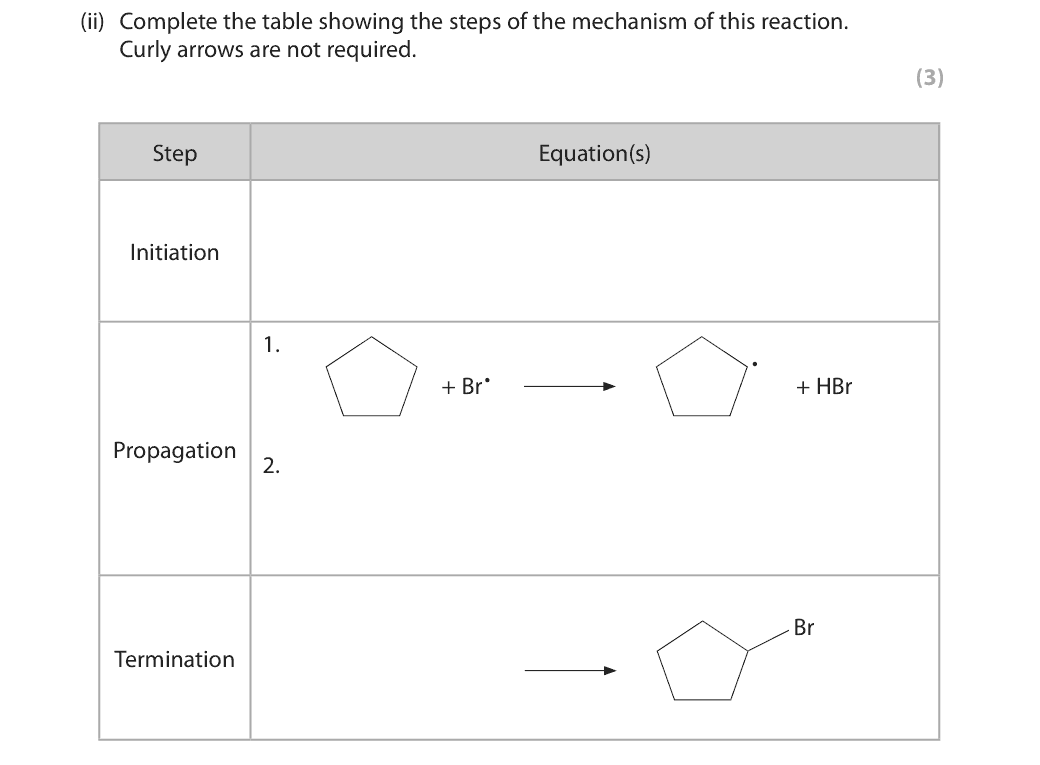 (ii) Complete the table showing the steps of the mechanism of this reaction.
Curly arrows are not required.
(3)
Step Equation(s)
Initiation
Propagation
1.
+ Br• + HBr
2.
Termination
Br